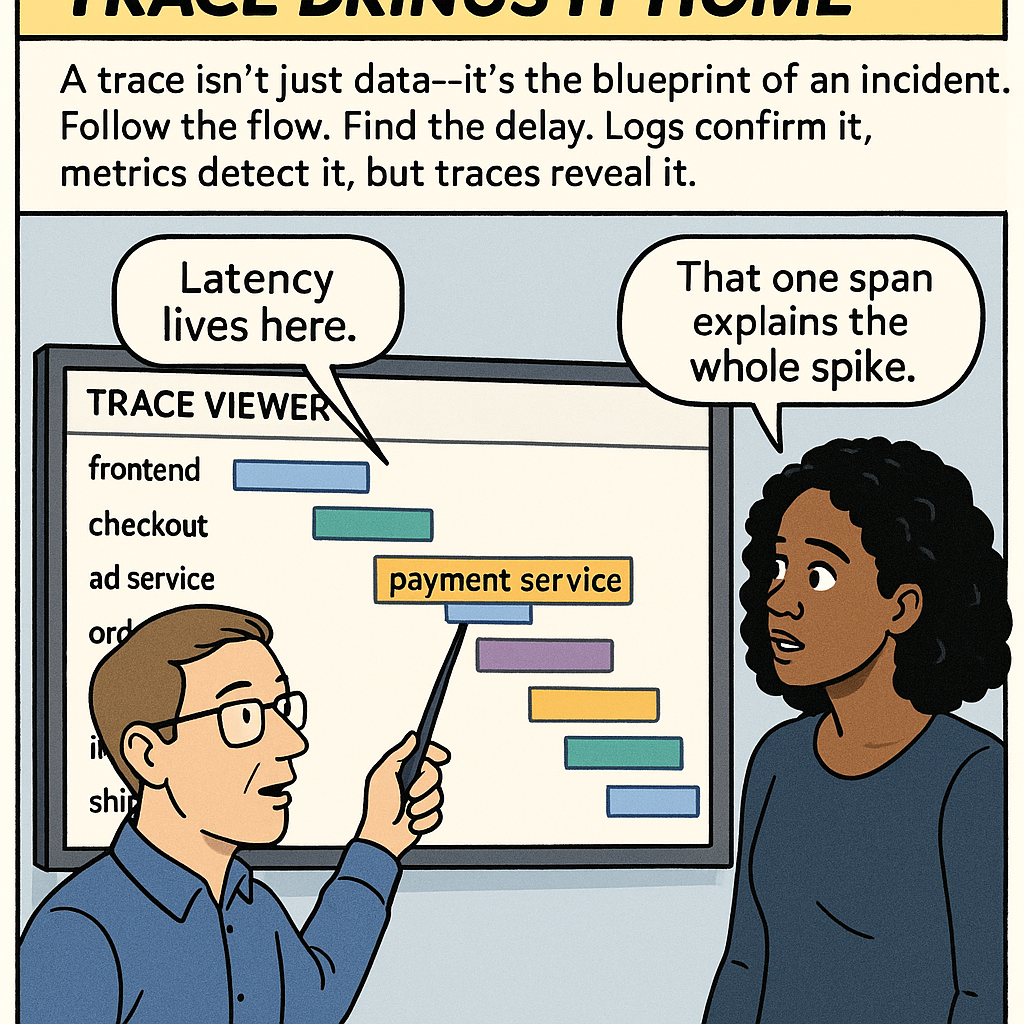 TRACE BRINGS IT HOME
A trace isn't just data--it's the blueprint of an incident.
Follow the flow. Find the delay. Logs confirm it,
metrics detect it, but traces reveal it.
Latency
lives here.
That one span
explains the
whole spike.
TRACE VIEWER
frontend
checkout
ad service
payment service
ord
ship